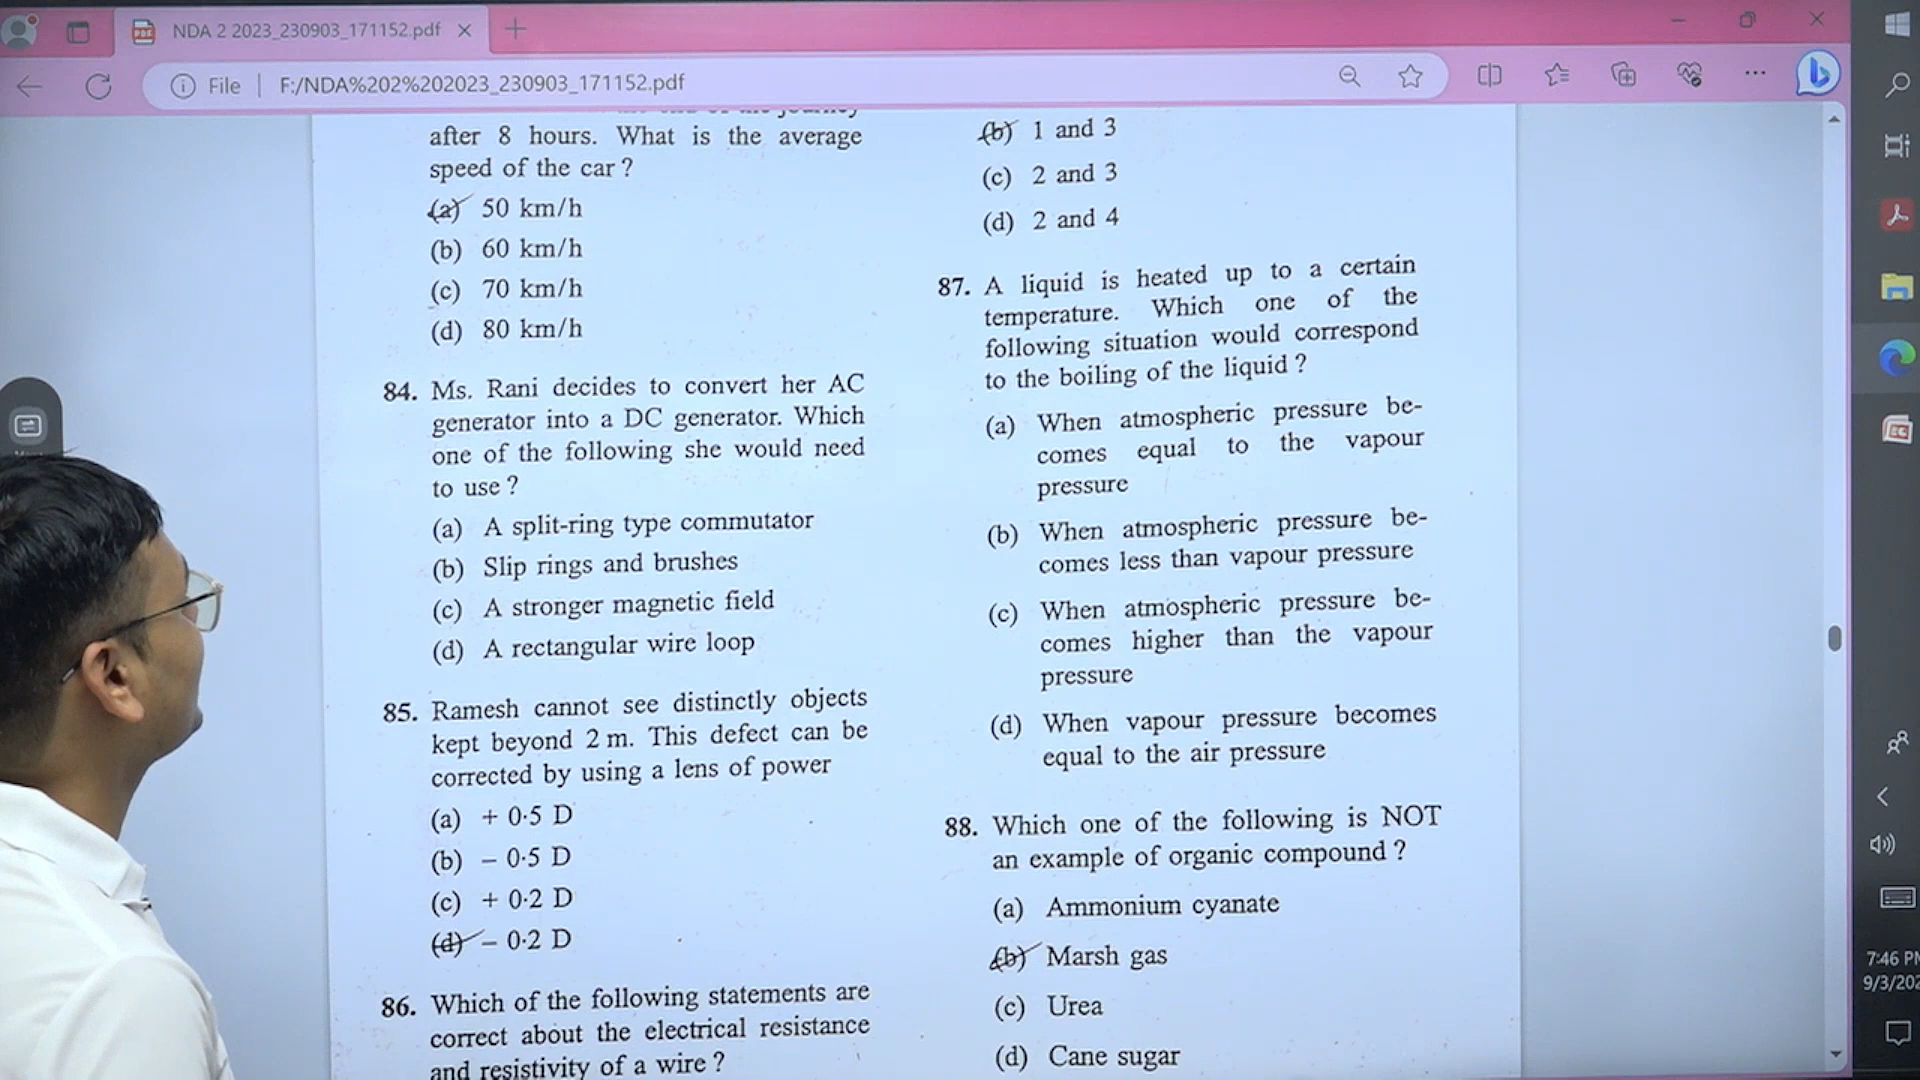 NDA 2 2023_230903_171152.pdf
File
F:/NDA%202%202023_230903_171152.pdf
after 8 hours. What is the average
speed of the car ?
(a) 50 km/h
(b) 60 km/h
(c) 70 km/h
(d) 80 km/h
84. Ms. Rani decides to convert her AC
generator into a DC generator. Which
one of the following she would need
to use ?
(a) A split-ring type commutator
(b) Slip rings and brushes
(c) A stronger magnetic field
(d) A rectangular wire loop
85. Ramesh cannot see distinctly objects
kept beyond 2 m. This defect can be
corrected by using a lens of power
(a) + 0·5 D
(b) – 0·5 D
(c) + 0·2 D
(d) – 0·2 D
86. Which of the following statements are
correct about the electrical resistance
and resistivity of a wire ?
(b) 1 and 3
(c) 2 and 3
(d) 2 and 4
87. A liquid is heated up to a certain
temperature. Which one of the
following situation would correspond
to the boiling of the liquid ?
(a) When atmospheric pressure be-
comes equal to the vapour
pressure
(b) When atmospheric pressure be-
comes less than vapour pressure
(c) When atmospheric pressure be-
comes higher than the vapour
pressure
(d) When vapour pressure becomes
equal to the air pressure
88. Which one of the following is NOT
an example of organic compound ?
(a) Ammonium cyanate
(b) Marsh gas
(c) Urea
(d) Cane sugar
7:46 PM
9/3/202